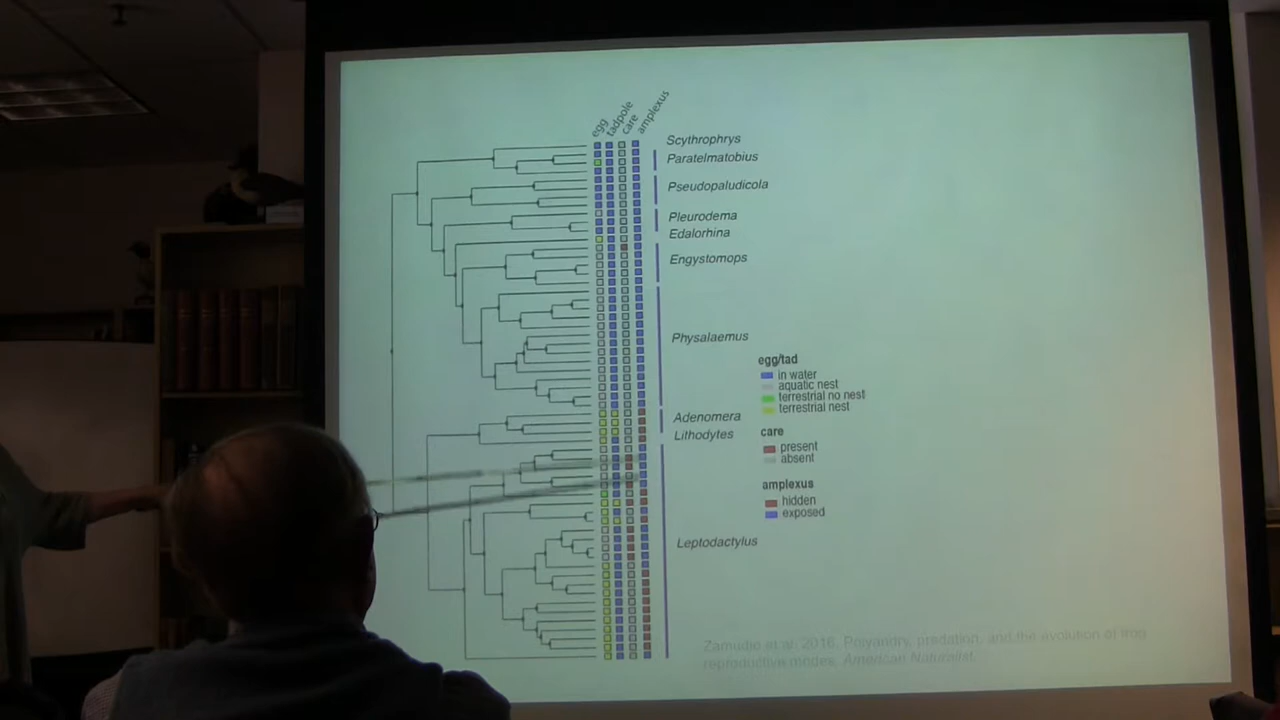 egg
tadpole
care
amplexus
Scythrophrys
Paratelmatobius
Pseudopaludicola
Pleurodema
Edalorhina
Engystomops
Physalaemus
Adenomera
Lithodytes
Leptodactylus
egg/tad
in water
aquatic nest
terrestrial no nest
terrestrial nest
care
present
absent
amplexus
hidden
exposed
Zamudio et al. 2016. Polyandry, predation, and the evolution of frog
reproductive modes. American Naturalist.